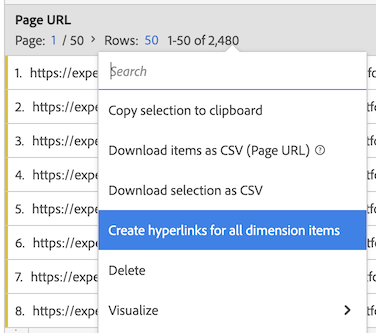 Page URL
Page: 1 / 50 > Rows: 50 1-50 of 2,480
Search
1. https://expe
Copy selection to clipboard
2. https://expe
3. https://expe
Download items as CSV (Page URL)
4. https://expe
Download selection as CSV
5. https://expe
6. https://expe
Create hyperlinks for all dimension items
7. https://expe
Delete
8. https://expe
Visualize >